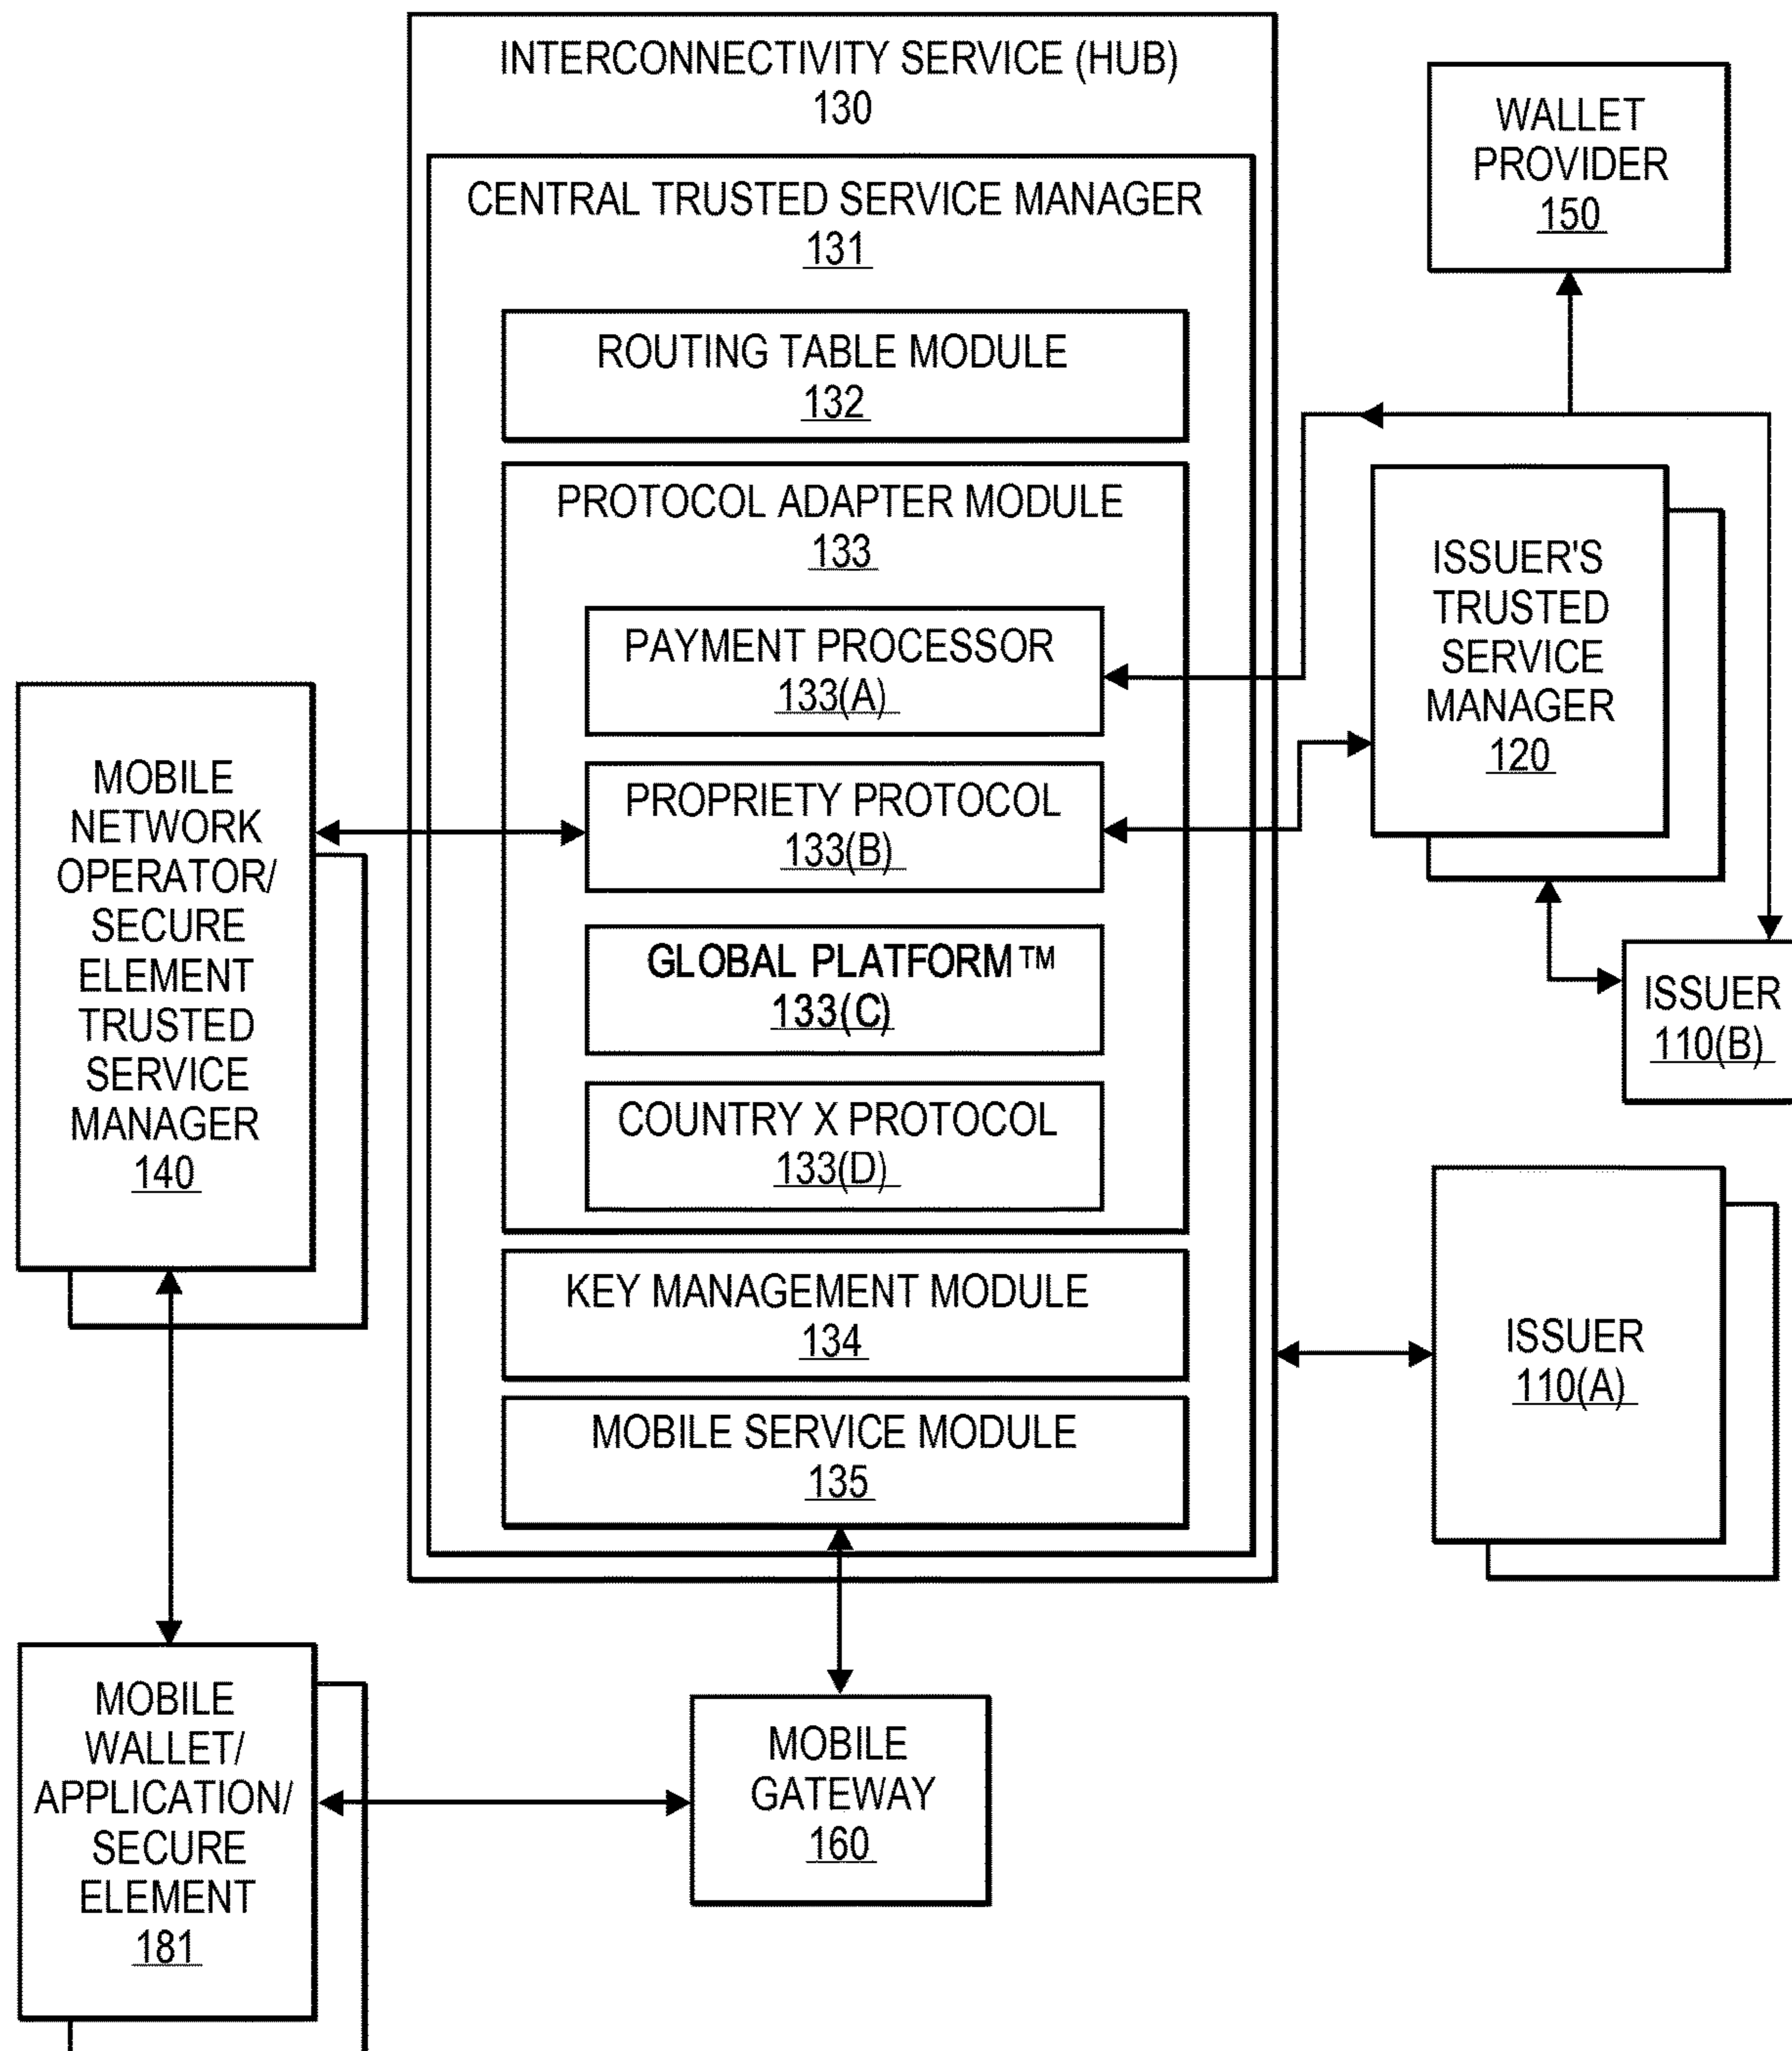 INTERCONNECTIVITY SERVICE (HUB)
130
CENTRAL TRUSTED SERVICE MANAGER
131
ROUTING TABLE MODULE
132
PROTOCOL ADAPTER MODULE
133
PAYMENT PROCESSOR
133(A)
PROPRIETY PROTOCOL
133(B)
GLOBAL PLATFORM™
133(C)
COUNTRY X PROTOCOL
133(D)
KEY MANAGEMENT MODULE
134
MOBILE SERVICE MODULE
135
WALLET
PROVIDER
150
ISSUER'S
TRUSTED
SERVICE
MANAGER
120
ISSUER
110(B)
ISSUER
110(A)
MOBILE
NETWORK
OPERATOR/
SECURE
ELEMENT
TRUSTED
SERVICE
MANAGER
140
MOBILE
WALLET/
APPLICATION/
SECURE
ELEMENT
181
MOBILE
GATEWAY
160